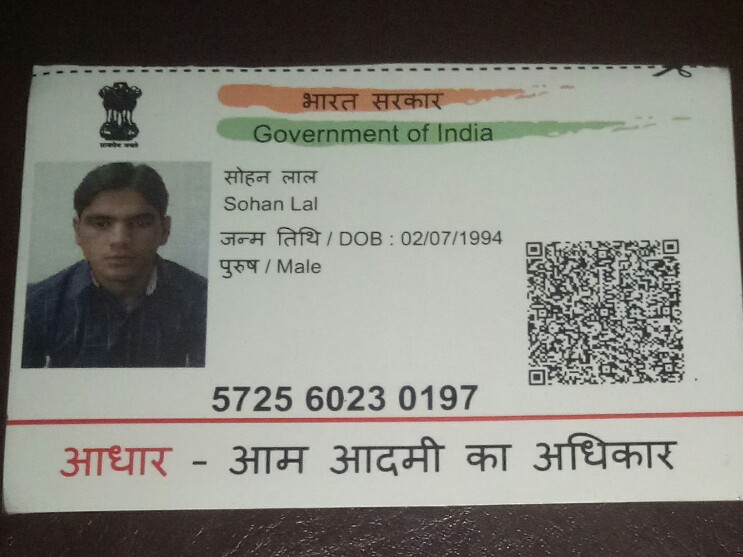 भारत सरकार
Government of India
सत्यमेव जयते
सोहन लाल
Sohan Lal
जन्म तिथि / DOB : 02/07/1994
पुरुष / Male
5725 6023 0197
आधार - आम आदमी का अधिकार